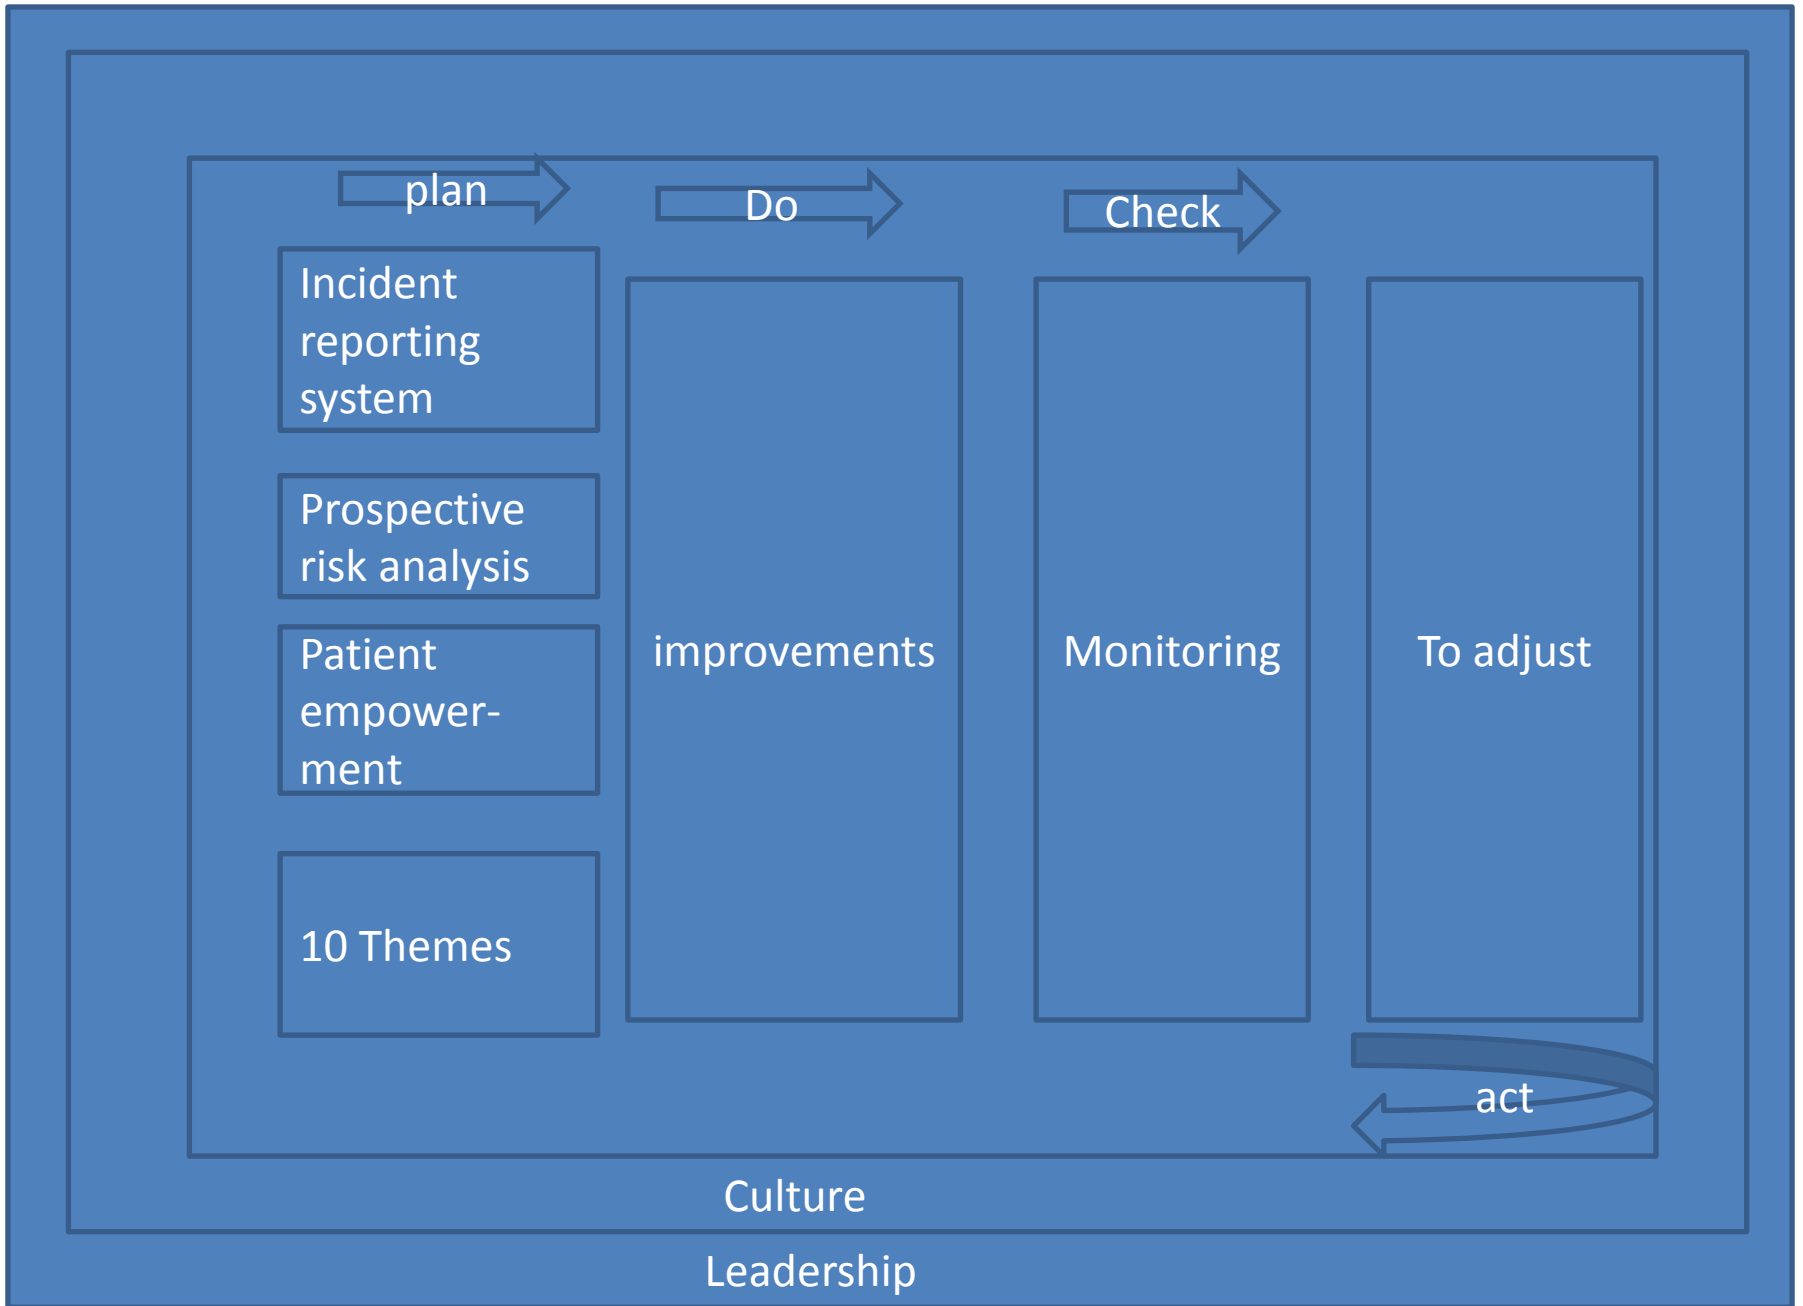 plan
Do
Check
Incident
reporting
system
Prospective
risk analysis
Patient
empower-
ment
10 Themes
improvements
Monitoring
To adjust
act
Culture
Leadership